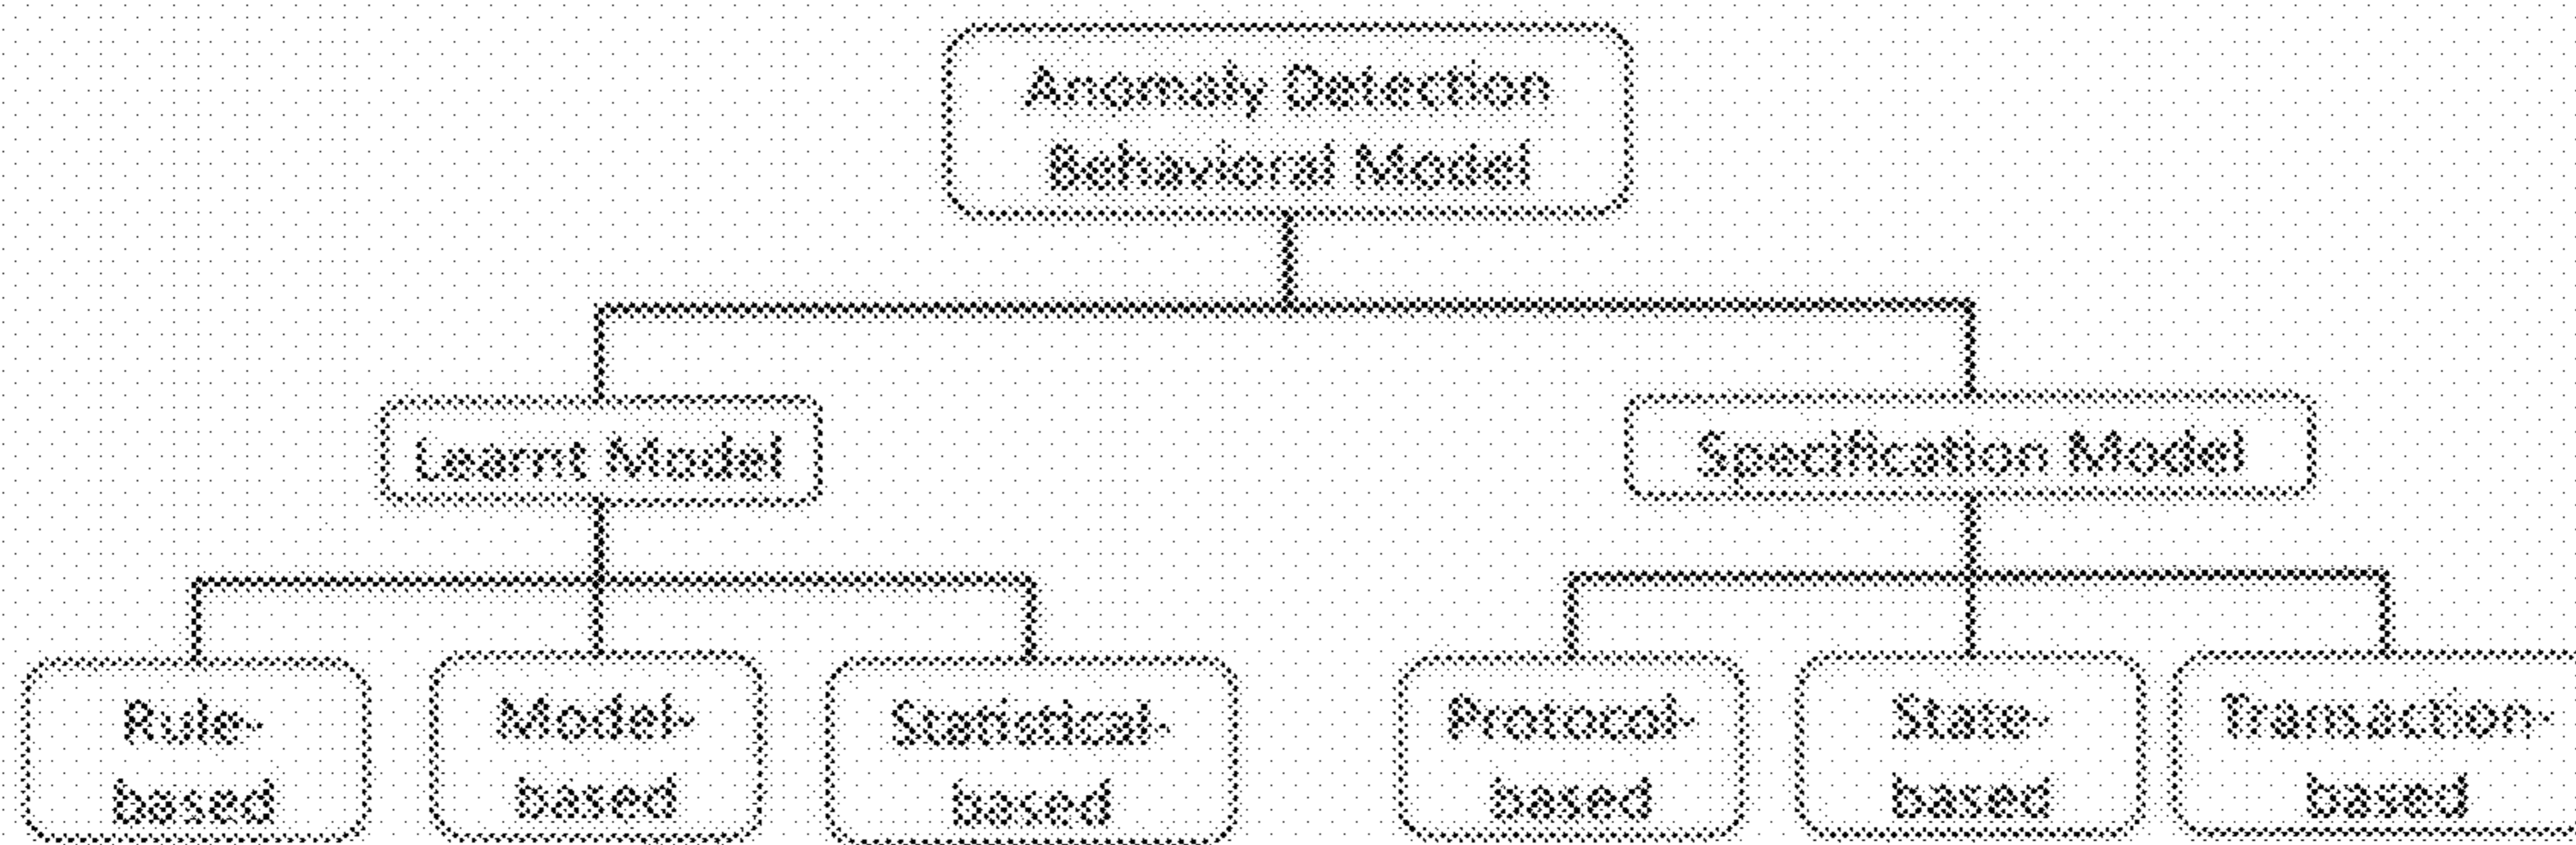 Anomaly Detection
Behavioral Model
Learnt Model
Specification Model
Rule-
based
Model-
based
Statistical-
based
Protocol-
based
State-
based
Transaction-
based